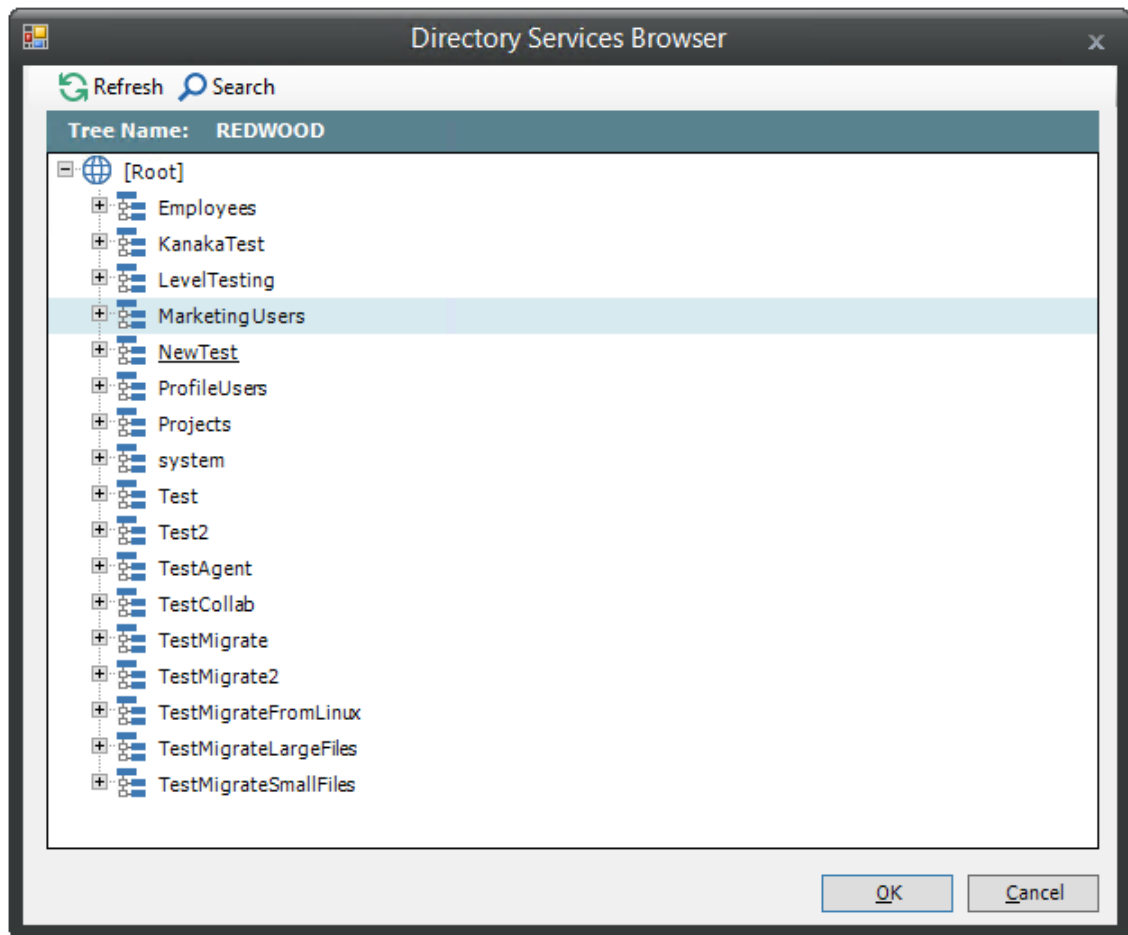 Directory Services Browser
x
Refresh Search
Tree Name: REDWOOD
[Root]
Employees
KanakaTest
LevelTesting
MarketingUsers
NewTest
ProfileUsers
Projects
system
Test
Test2
TestAgent
TestCollab
TestMigrate
TestMigrate2
TestMigrateFromLinux
TestMigrateLargeFiles
TestMigrateSmallFiles
OK Cancel